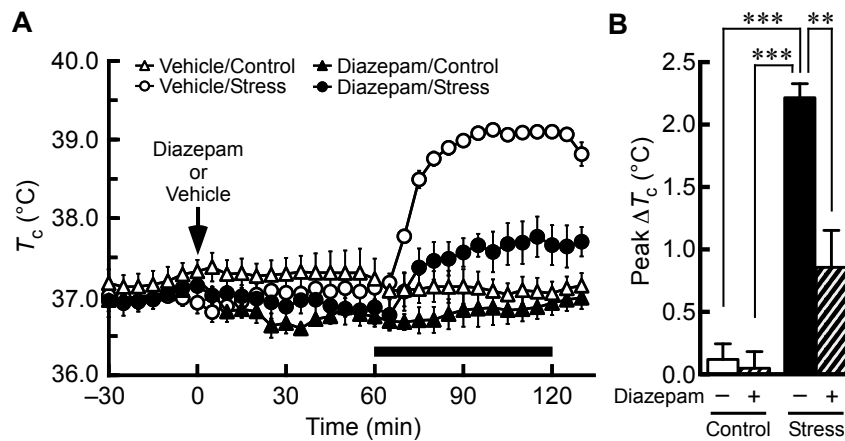 A
40.0
39.0
38.0
37.0
36.0
Tc (°C)
Vehicle/Control
Vehicle/Stress
Diazepam/Control
Diazepam/Stress
Diazepam
or
Vehicle
–30 0 30 60 90 120
Time (min)
B
*** **
***
2.5
2.0
1.5
1.0
0.5
0.0
Peak ΔTc (°C)
Diazepam – + – +
Control Stress